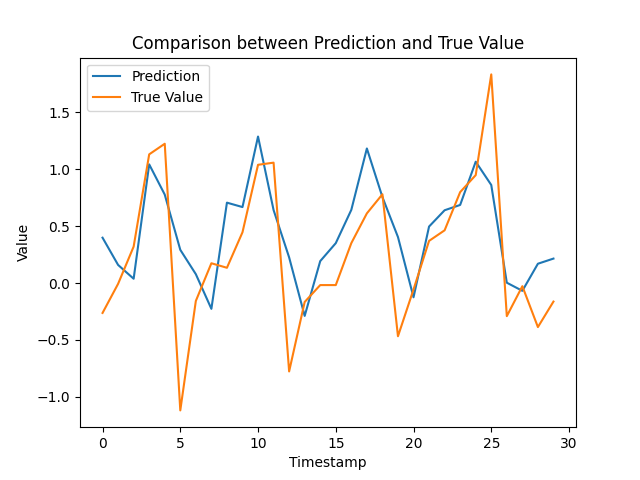 Comparison between Prediction and True Value
Prediction
True Value
Value
1.5
1.0
0.5
0.0
−0.5
−1.0
0 5 10 15 20 25 30
Timestamp